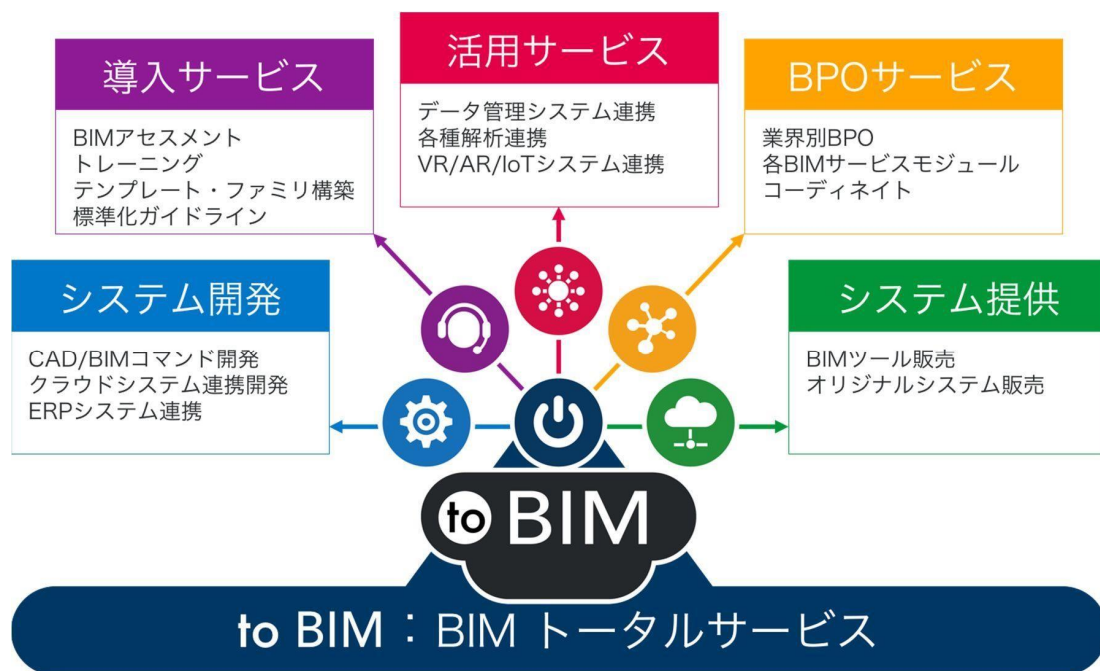 導入サービス
BIMアセスメント
トレーニング
テンプレート・ファミリ構築
標準化ガイドライン
活用サービス
データ管理システム連携
各種解析連携
VR/AR/IoTシステム連携
BPOサービス
業界別BPO
各BIMサービスモジュール
コーディネイト
システム開発
CAD/BIMコマンド開発
クラウドシステム連携開発
ERPシステム連携
システム提供
BIMツール販売
オリジナルシステム販売
to BIM
to BIM：BIM トータルサービス